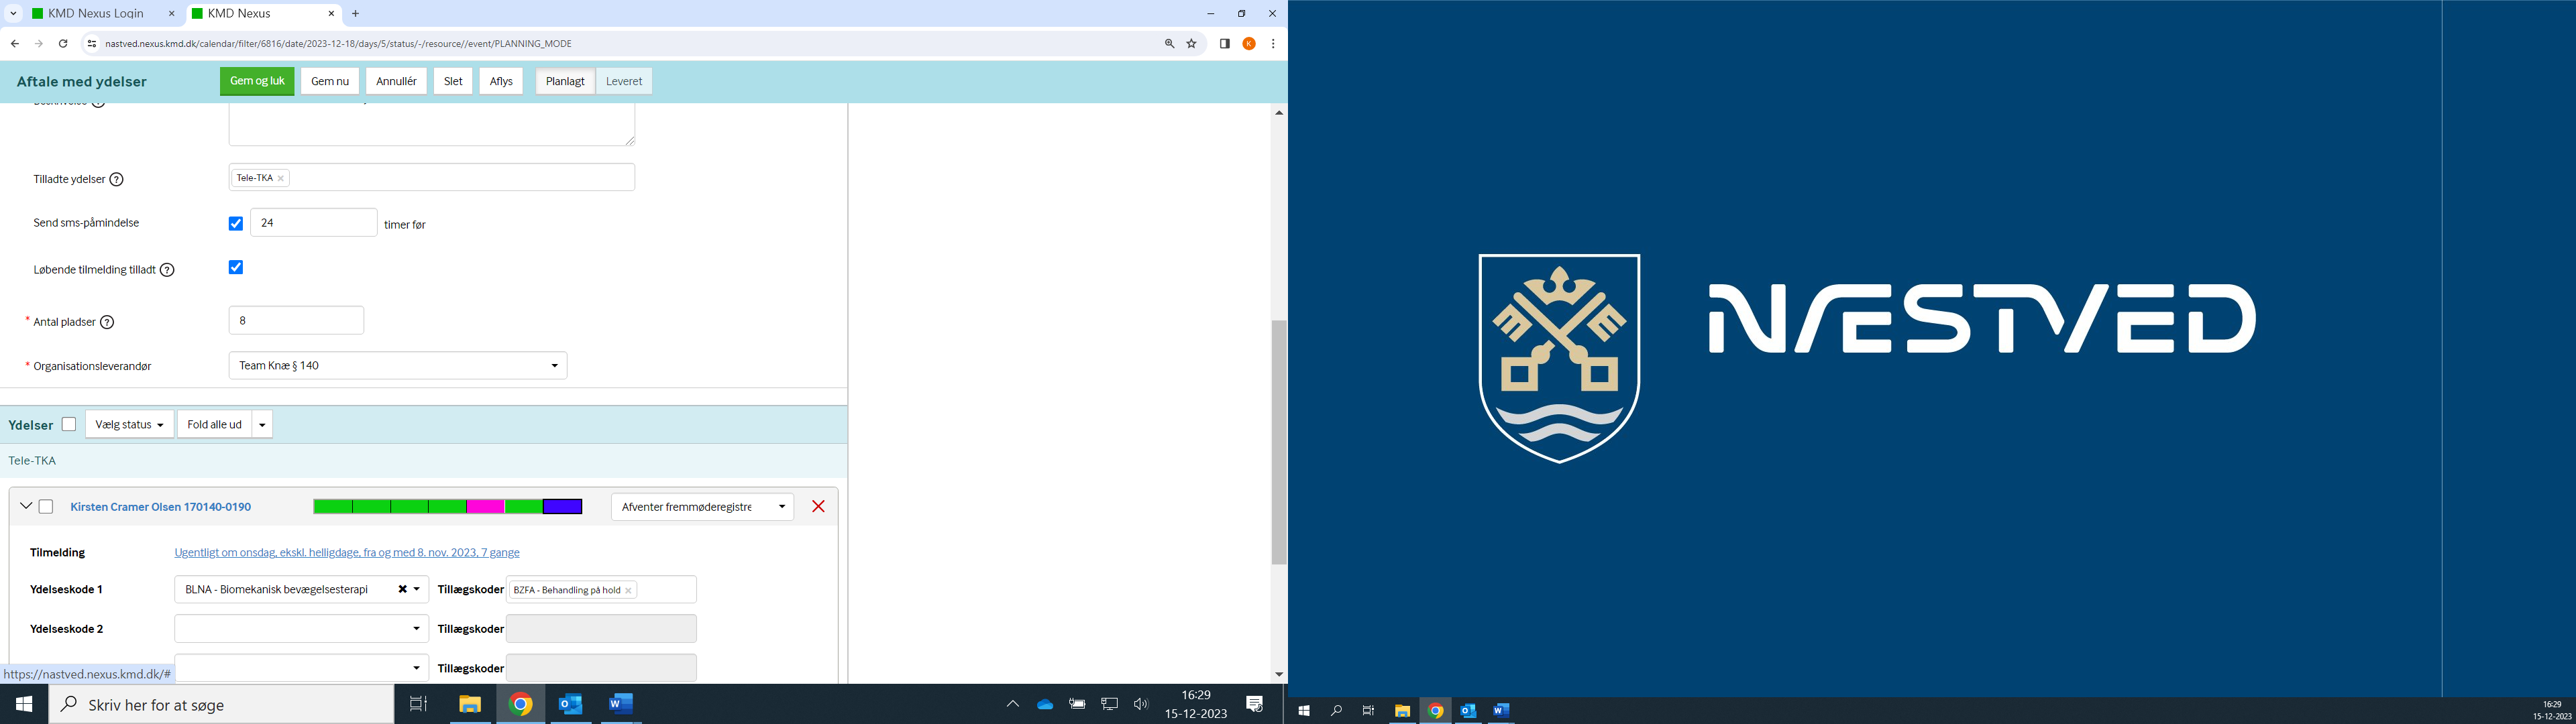 KMD Nexus Login
KMD Nexus
nastved.nexus.kmd.dk/calendar/filter/6816/date/2023-12-18/days/5/status/-/resource//event/PLANNING_MODE
K
Aftale med ydelser
Gem og luk
Gem nu
Annullér
Slet
Aflys
Planlagt
Leveret
Tilladte ydelser ?
Tele-TKA
Send sms-påmindelse
24
timer før
Løbende tilmelding tilladt ?
* Antal pladser ?
8
* Organisationsleverandør
Team Knæ § 140
Ydelser
Vælg status
Fold alle ud
Tele-TKA
Kirsten Cramer Olsen 170140-0190
Afventer fremmøderegistre
Tilmelding
Ugentligt om onsdag, ekskl. helligdage, fra og med 8. nov. 2023, 7 gange
Ydelseskode 1
BLNA - Biomekanisk bevægelsesterapi
Tillægskoder
BZFA - Behandling på hold
Ydelseskode 2
Tillægskoder
Tillægskoder
https://nastved.nexus.kmd.dk/#
Skriv her for at søge
16:29
15-12-2023
NÆSTVED
16:29
15-12-2023